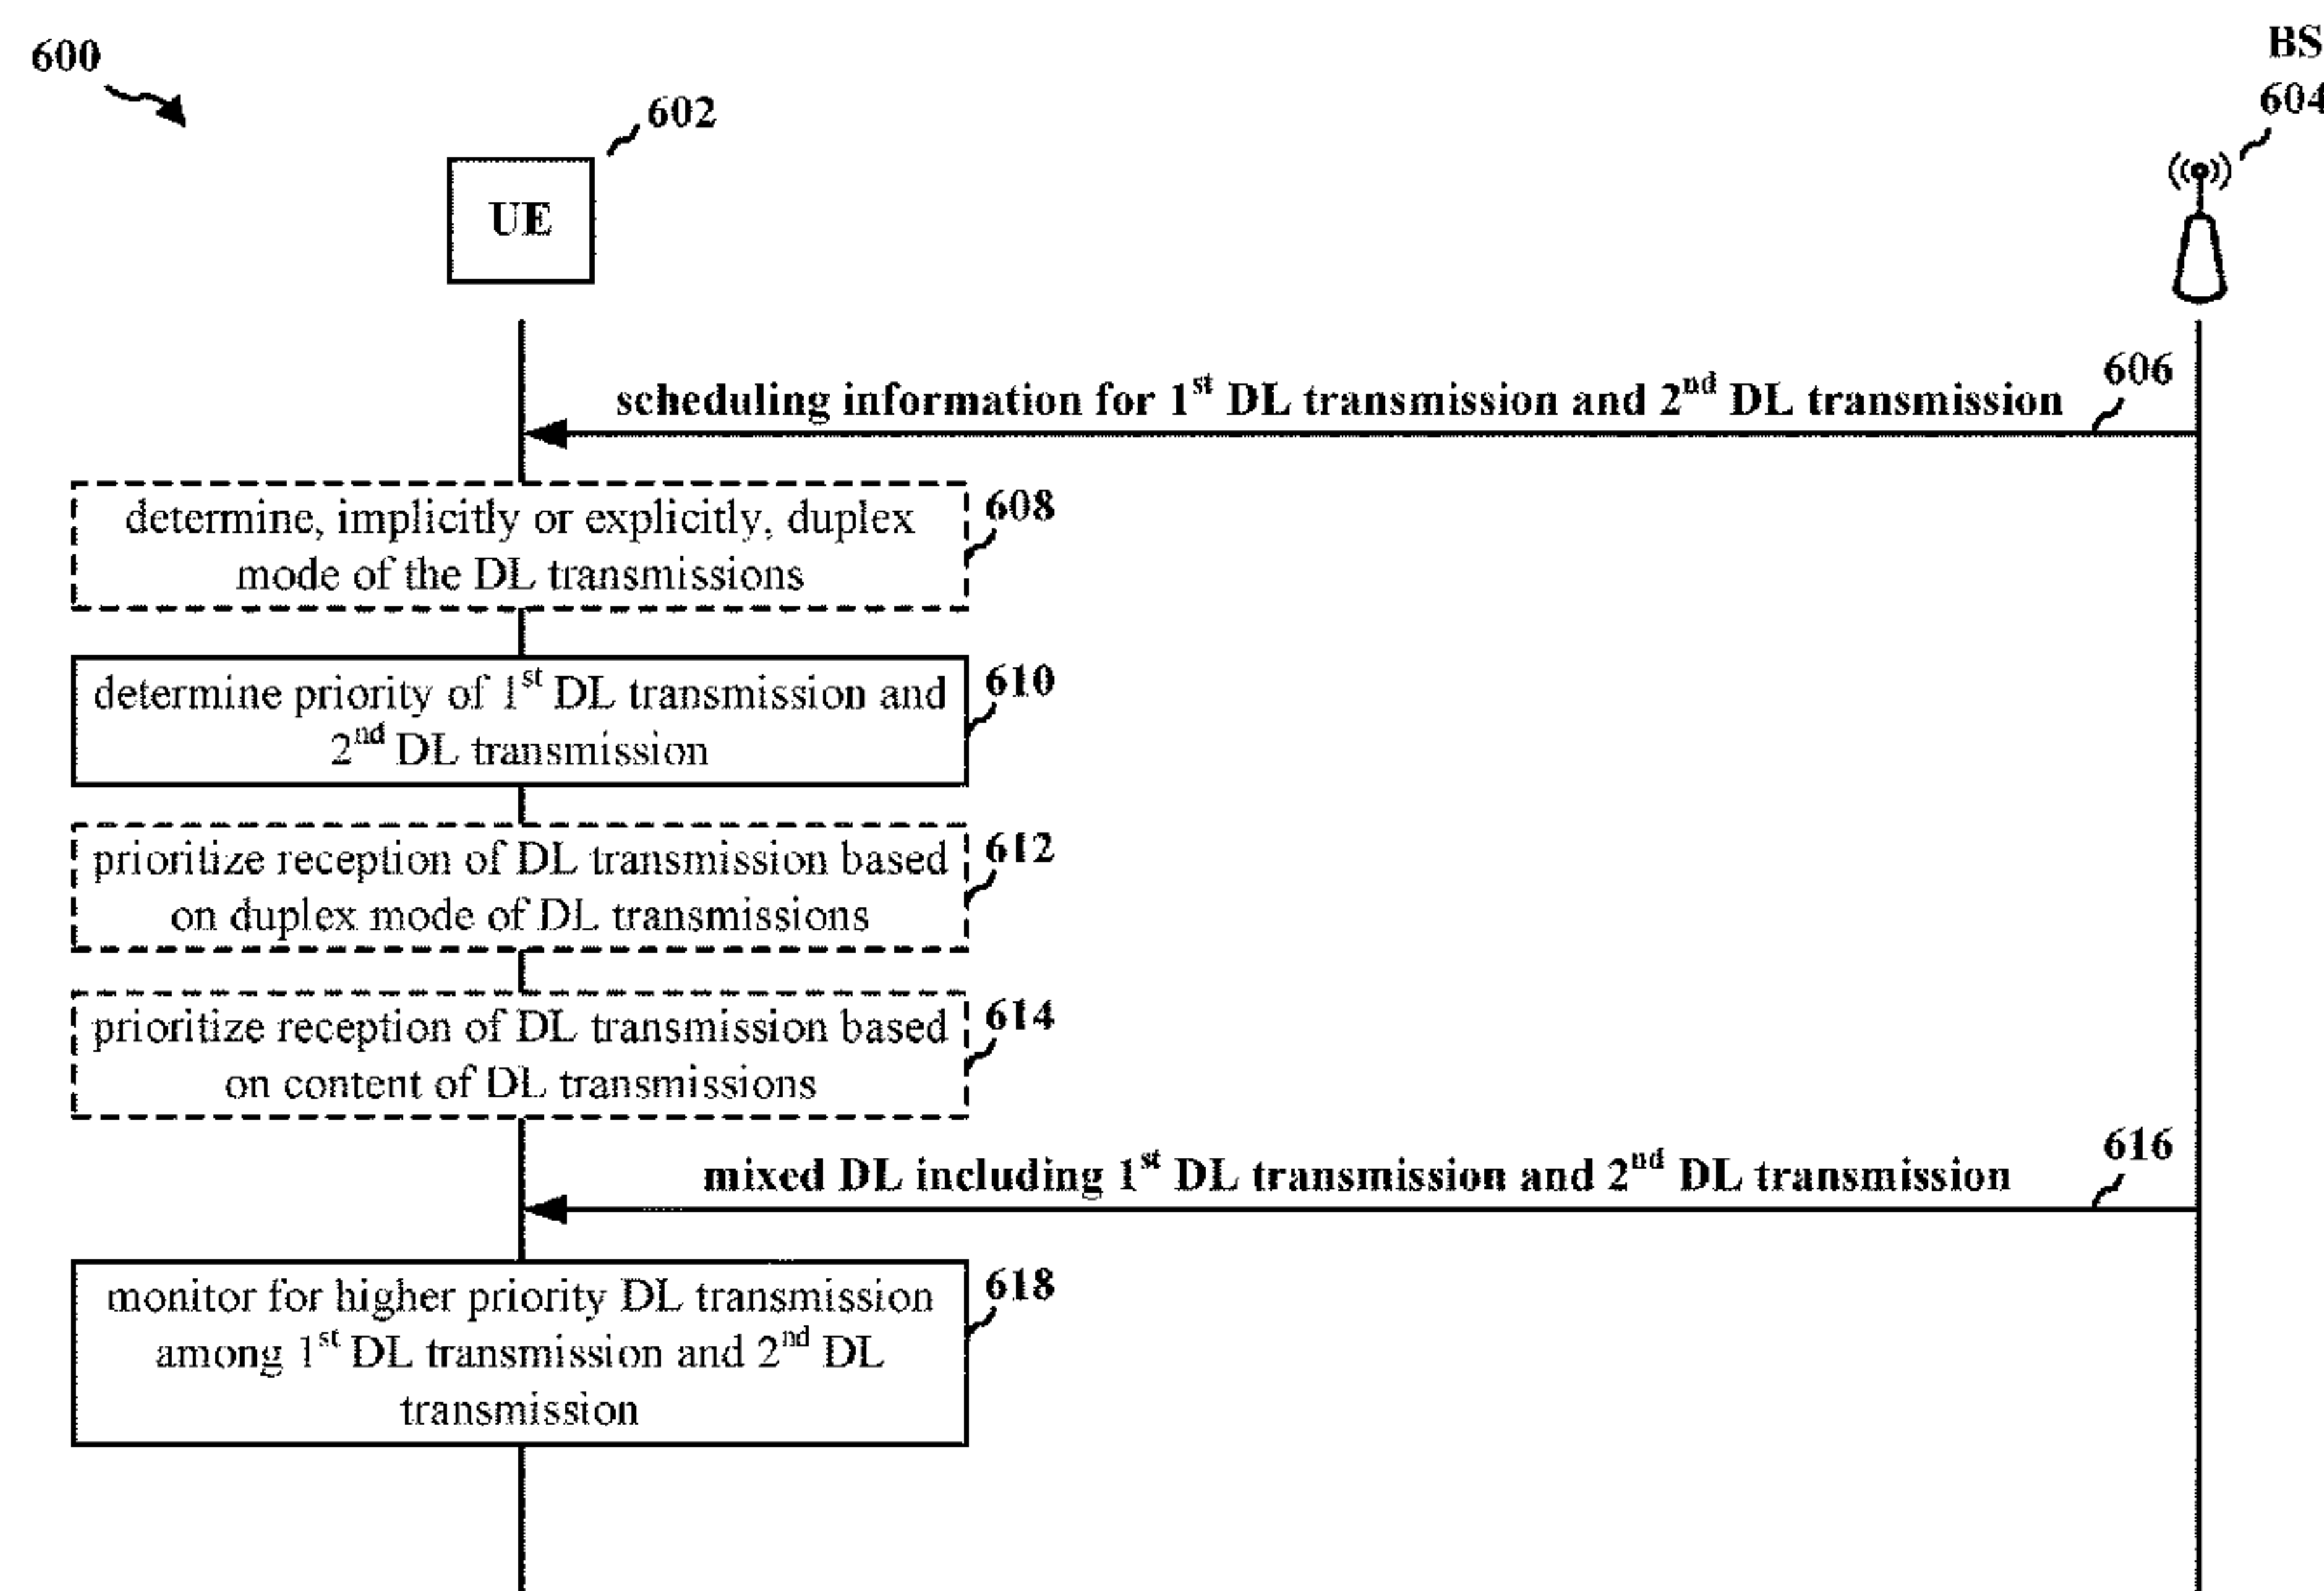 600
BS
604
602
UE
606
scheduling information for 1st DL transmission and 2nd DL transmission
608
determine, implicitly or explicitly, duplex
mode of the DL transmissions
610
determine priority of 1st DL transmission and
2nd DL transmission
612
prioritize reception of DL transmission based
on duplex mode of DL transmissions
614
prioritize reception of DL transmission based
on content of DL transmissions
616
mixed DL including 1st DL transmission and 2nd DL transmission
618
monitor for higher priority DL transmission
among 1st DL transmission and 2nd DL
transmission